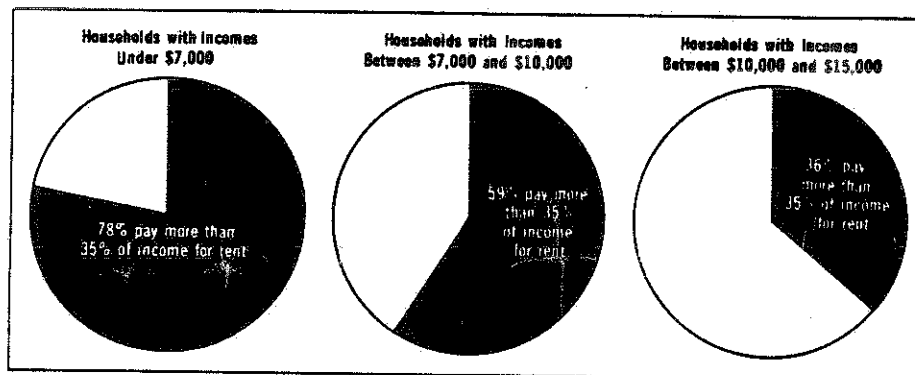 Households with Incomes
Under $7,000
78% pay more than
35% of income for rent
Households with Incomes
Between $7,000 and $10,000
59% pay more
than 35%
of income
for rent
Households with Incomes
Between $10,000 and $15,000
36% pay
more than
35% of income
for rent